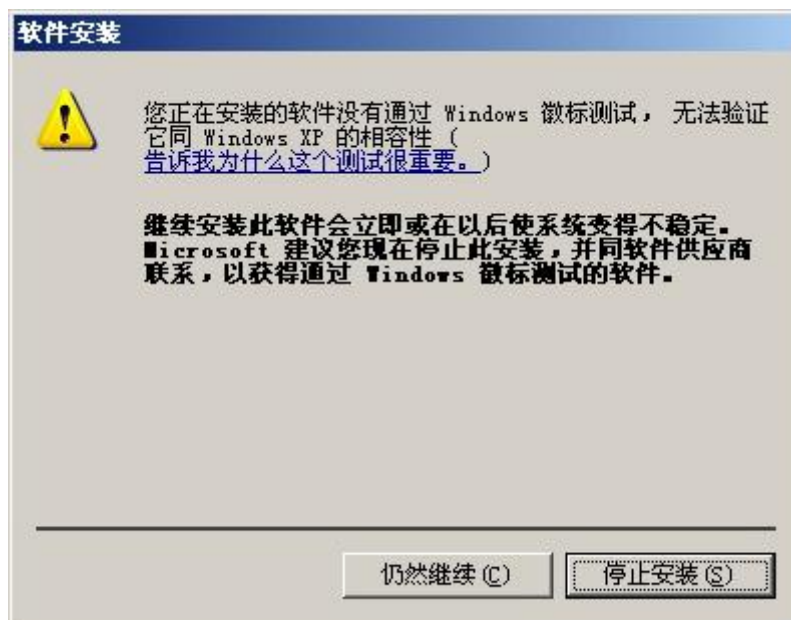 软件安装
您正在安装的软件没有通过 Windows 徽标测试， 无法验证
它同 Windows XP 的相容性（
告诉我为什么这个测试很重要。）
继续安装此软件会立即或在以后使系统变得不稳定。
Microsoft 建议您现在停止此安装，并同软件供应商
联系，以获得通过 Windows 徽标测试的软件。
仍然继续(C)
停止安装(S)